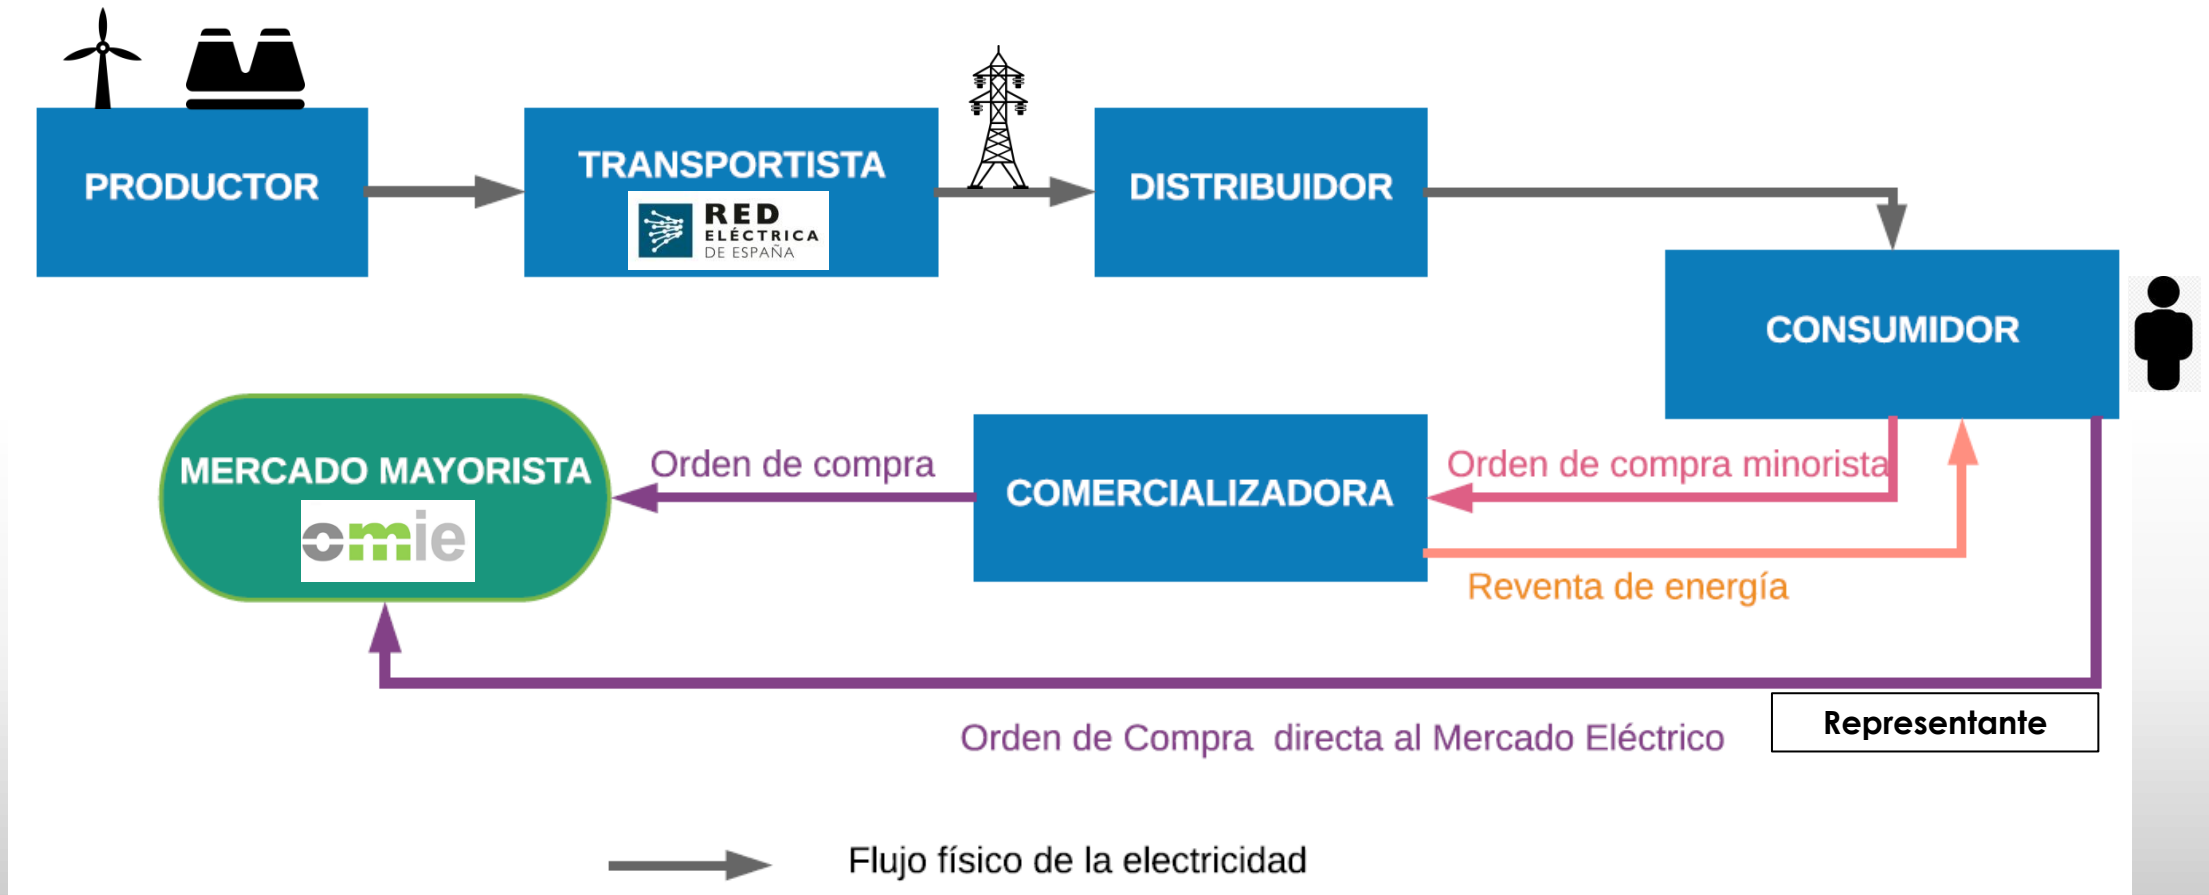 PRODUCTOR
TRANSPORTISTA
RED
ELÉCTRICA
DE ESPAÑA
DISTRIBUIDOR
CONSUMIDOR
MERCADO MAYORISTA
omie
Orden de compra
COMERCIALIZADORA
Orden de compra minorista
Reventa de energía
Representante
Orden de Compra directa al Mercado Eléctrico
Flujo físico de la electricidad